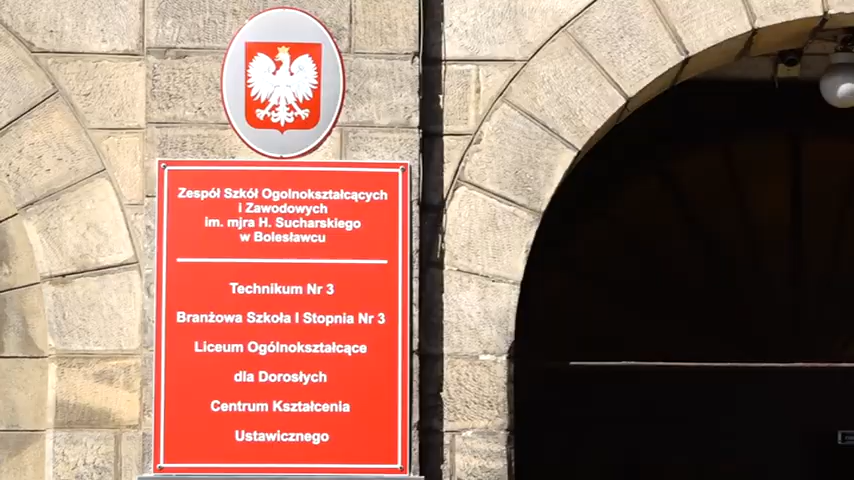 Zespół Szkół Ogolnokształcących
i Zawodowych
im. mjra H. Sucharskiego
w Bolesławcu
Technikum Nr 3
Branżowa Szkoła I Stopnia Nr 3
Liceum Ogólnokształcące
dla Dorosłych
Centrum Kształcenia
Ustawicznego